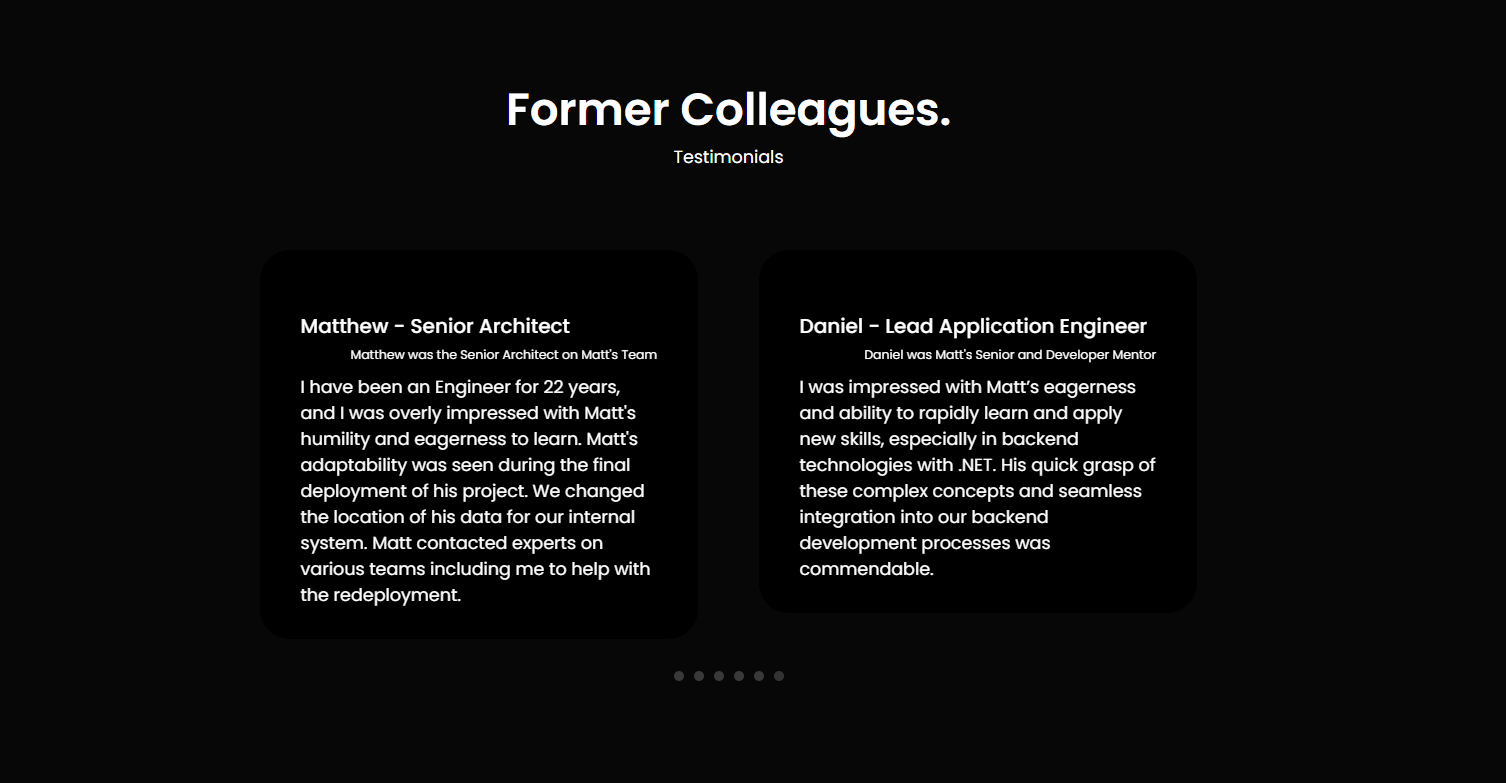 Former Colleagues.
Testimonials
Matthew - Senior Architect
Matthew was the Senior Architect on Matt's Team
I have been an Engineer for 22 years,
and I was overly impressed with Matt's
humility and eagerness to learn. Matt's
adaptability was seen during the final
deployment of his project. We changed
the location of his data for our internal
system. Matt contacted experts on
various teams including me to help with
the redeployment.
Daniel - Lead Application Engineer
Daniel was Matt's Senior and Developer Mentor
I was impressed with Matt’s eagerness
and ability to rapidly learn and apply
new skills, especially in backend
technologies with .NET. His quick grasp of
these complex concepts and seamless
integration into our backend
development processes was
commendable.